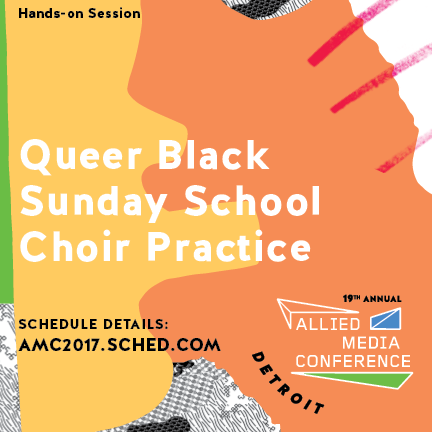 Hands-on Session
Queer Black
Sunday School
Choir Practice
SCHEDULE DETAILS:
AMC2017.SCHED.COM
19TH ANNUAL
ALLIED
MEDIA
CONFERENCE
DETROIT